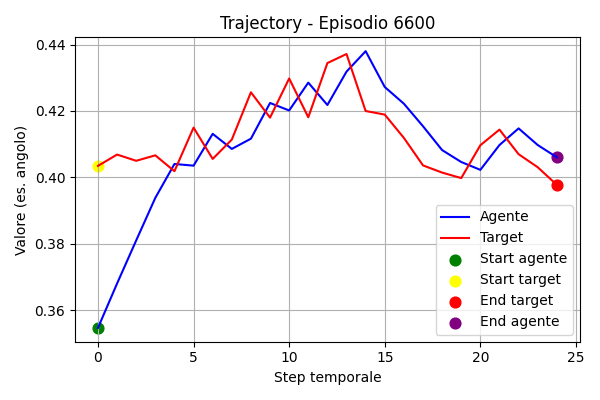 Trajectory - Episodio 6600
Valore (es. angolo)
0.44
0.42
0.40
0.38
0.36
0
5
10
15
20
25
Step temporale
Agente
Target
Start agente
Start target
End target
End agente